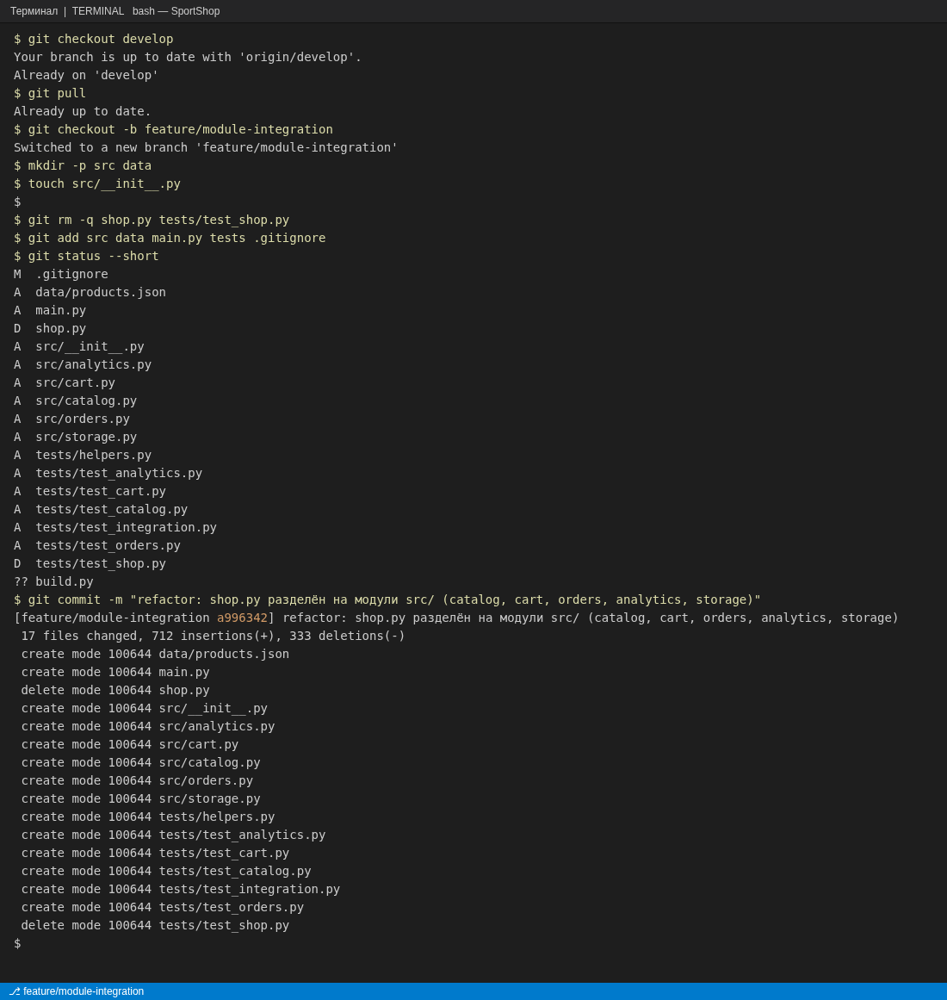 Терминал | TERMINAL bash — SportShop
$ git checkout develop
Your branch is up to date with 'origin/develop'.
Already on 'develop'
$ git pull
Already up to date.
$ git checkout -b feature/module-integration
Switched to a new branch 'feature/module-integration'
$ mkdir -p src data
$ touch src/__init__.py
$
$ git rm -q shop.py tests/test_shop.py
$ git add src data main.py tests .gitignore
$ git status --short
M  .gitignore
A  data/products.json
A  main.py
D  shop.py
A  src/__init__.py
A  src/analytics.py
A  src/cart.py
A  src/catalog.py
A  src/orders.py
A  src/storage.py
A  tests/helpers.py
A  tests/test_analytics.py
A  tests/test_cart.py
A  tests/test_catalog.py
A  tests/test_integration.py
A  tests/test_orders.py
D  tests/test_shop.py
?? build.py
$ git commit -m "refactor: shop.py разделён на модули src/ (catalog, cart, orders, analytics, storage)"
[feature/module-integration a996342] refactor: shop.py разделён на модули src/ (catalog, cart, orders, analytics, storage)
 17 files changed, 712 insertions(+), 333 deletions(-)
 create mode 100644 data/products.json
 create mode 100644 main.py
 delete mode 100644 shop.py
 create mode 100644 src/__init__.py
 create mode 100644 src/analytics.py
 create mode 100644 src/cart.py
 create mode 100644 src/catalog.py
 create mode 100644 src/orders.py
 create mode 100644 src/storage.py
 create mode 100644 tests/helpers.py
 create mode 100644 tests/test_analytics.py
 create mode 100644 tests/test_cart.py
 create mode 100644 tests/test_catalog.py
 create mode 100644 tests/test_integration.py
 create mode 100644 tests/test_orders.py
 delete mode 100644 tests/test_shop.py
$
⎇ feature/module-integration